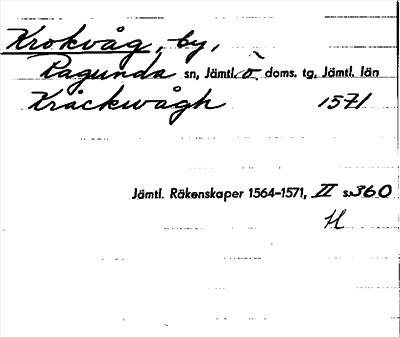 Krokvåg, by,
Ragunda sn, Jämtl. ö doms. tg, Jämtl. län
Kråckwågh 1571
Jämtl. Räkenskaper 1564-1571, II s. 360
H